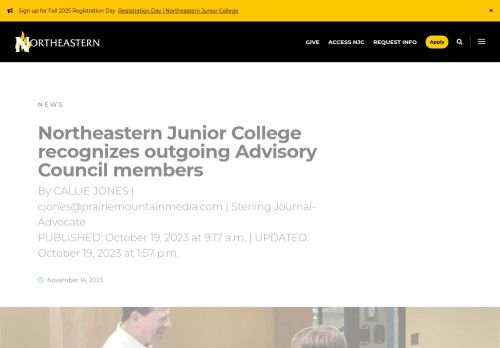 Sign up for Fall 2025 Registration Day Registration Day | Northeastern Junior College ×
NORTHEASTERN GIVE ACCESS NJC REQUEST INFO Apply
NEWS
Northeastern Junior College
recognizes outgoing Advisory
Council members
By CALLIE JONES |
cjones@prairiemountainmedia.com | Sterling Journal-
Advocate
PUBLISHED: October 19, 2023 at 9:17 a.m. | UPDATED:
October 19, 2023 at 1:57 p.m.
November 14, 2023